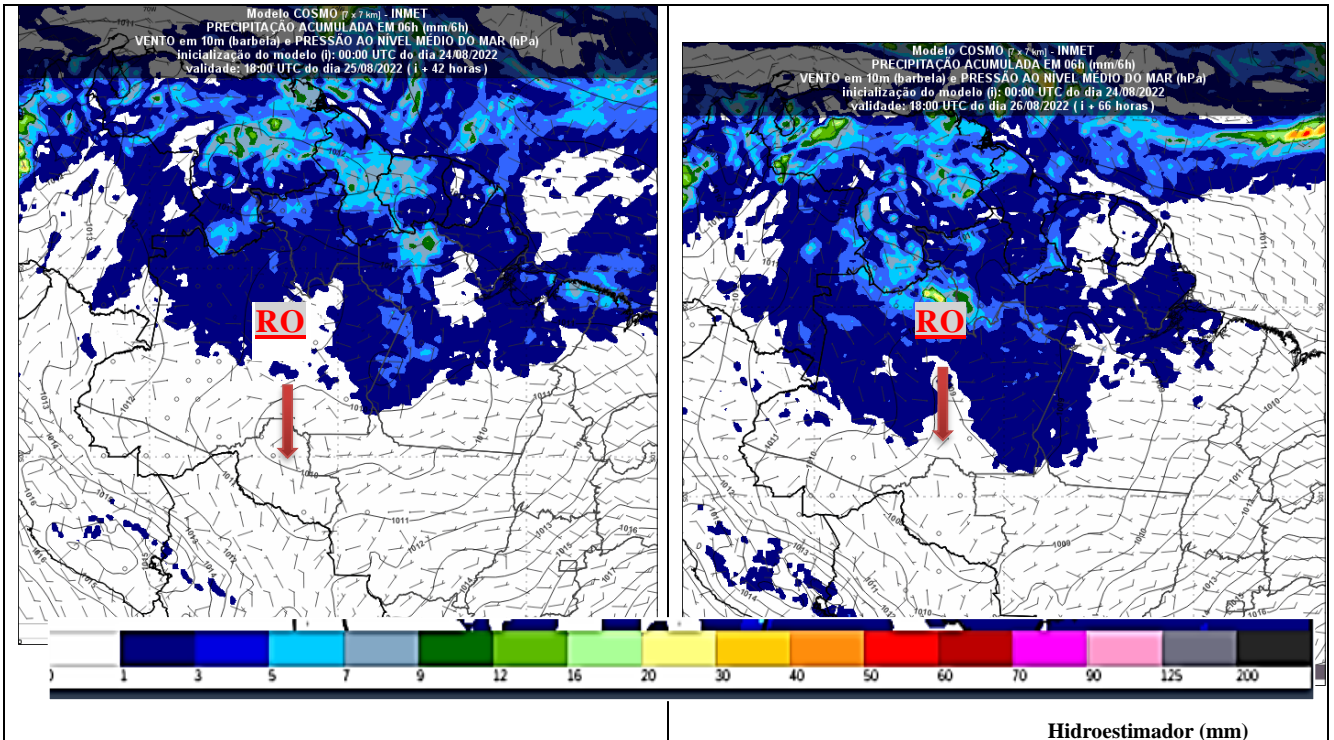 Modelo COSMO [7 x 7 km] - INMET
PRECIPITAÇÃO ACUMULADA EM 06h (mm/6h)
VENTO em 10m (barbela) e PRESSÃO AO NÍVEL MÉDIO DO MAR (hPa)
inicialização do modelo (i): 00:00 UTC do dia 24/08/2022
validade: 18:00 UTC do dia 25/08/2022 ( i + 42 horas )
RO
Modelo COSMO [7 x 7 km] - INMET
PRECIPITAÇÃO ACUMULADA EM 06h (mm/6h)
VENTO em 10m (barbela) e PRESSÃO AO NÍVEL MÉDIO DO MAR (hPa)
inicialização do modelo (i): 00:00 UTC do dia 24/08/2022
validade: 18:00 UTC do dia 26/08/2022 ( i + 66 horas )
RO
1 3 5 7 9 12 16 20 30 40 50 60 70 90 125 200
Hidroestimador (mm)